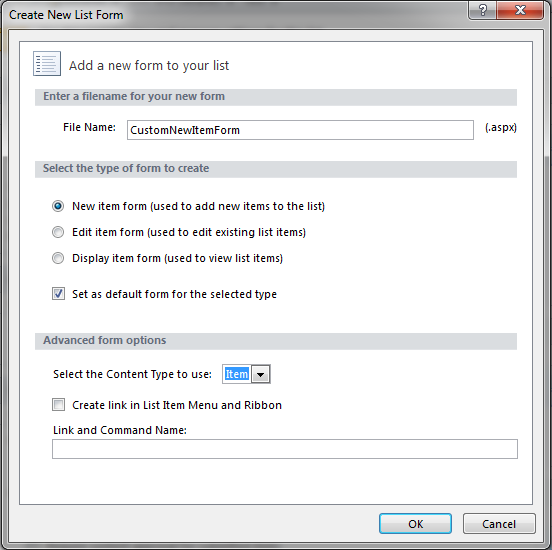 Create New List Form
Add a new form to your list
Enter a filename for your new form
File Name: CustomNewItemForm (.aspx)
Select the type of form to create
New item form (used to add new items to the list)
Edit item form (used to edit existing list items)
Display item form (used to view list items)
Set as default form for the selected type
Advanced form options
Select the Content Type to use: Item
Create link in List Item Menu and Ribbon
Link and Command Name:
OK Cancel